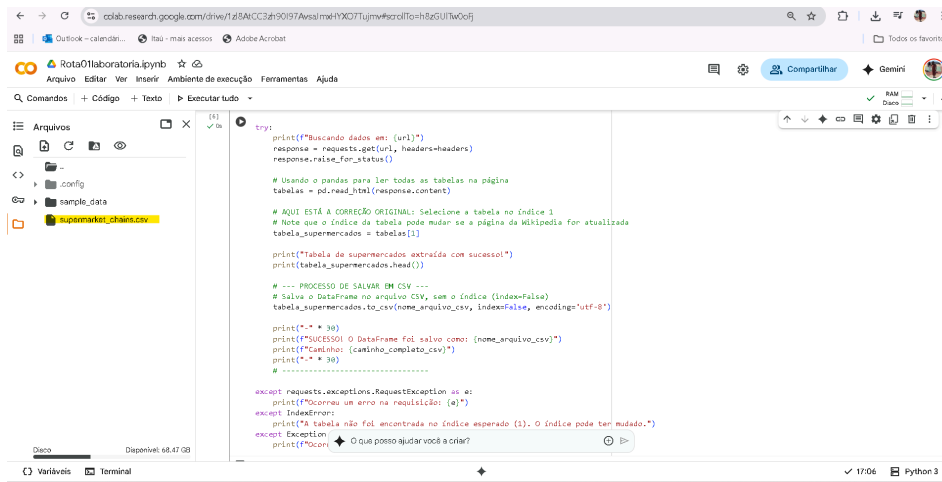 colab.research.google.com/drive/1zl8AtCC3zh90I97AvsaJmxHYXO7Tujmv#scrollTo=h8zGUITw0oFj
Outlook – calendári... Itaú - mais acessos Adobe Acrobat Todos os favorito
CO Rota01laboratoria.ipynb Compartilhar Gemini
Arquivo Editar Ver Inserir Ambiente de execução Ferramentas Ajuda
Comandos + Código + Texto Executar tudo RAM
Disco
Arquivos
..
.config
sample_data
supermarket_chains.csv
Disco Disponível: 68.47 GB
[6]
0s
try:
print(f"Buscando dados em: {url}")
response = requests.get(url, headers=headers)
response.raise_for_status()
# Usando o pandas para ler todas as tabelas na página
tabelas = pd.read_html(response.content)
# AQUI ESTÁ A CORREÇÃO ORIGINAL: Selecione a tabela no índice 1
# Note que o índice da tabela pode mudar se a página da Wikipedia for atualizada
tabela_supermercados = tabelas[1]
print("Tabela de supermercados extraída com sucesso!")
print(tabela_supermercados.head())
# --- PROCESSO DE SALVAR EM CSV ---
# Salva o DataFrame no arquivo CSV, sem o índice (index=False)
tabela_supermercados.to_csv(nome_arquivo_csv, index=False, encoding='utf-8')
print("-" * 30)
print(f"SUCESSO! O DataFrame foi salvo como: {nome_arquivo_csv}")
print(f"Caminho: {caminho_completo_csv}")
print("-" * 30)
# --------------------------------
except requests.exceptions.RequestException as e:
print(f"Ocorreu um erro na requisição: {e}")
except IndexError:
print("A tabela não foi encontrada no índice esperado (1). O índice pode ter mudado.")
except Exception
print(f"Ocorr
O que posso ajudar você a criar?
Variáveis Terminal 17:06 Python 3